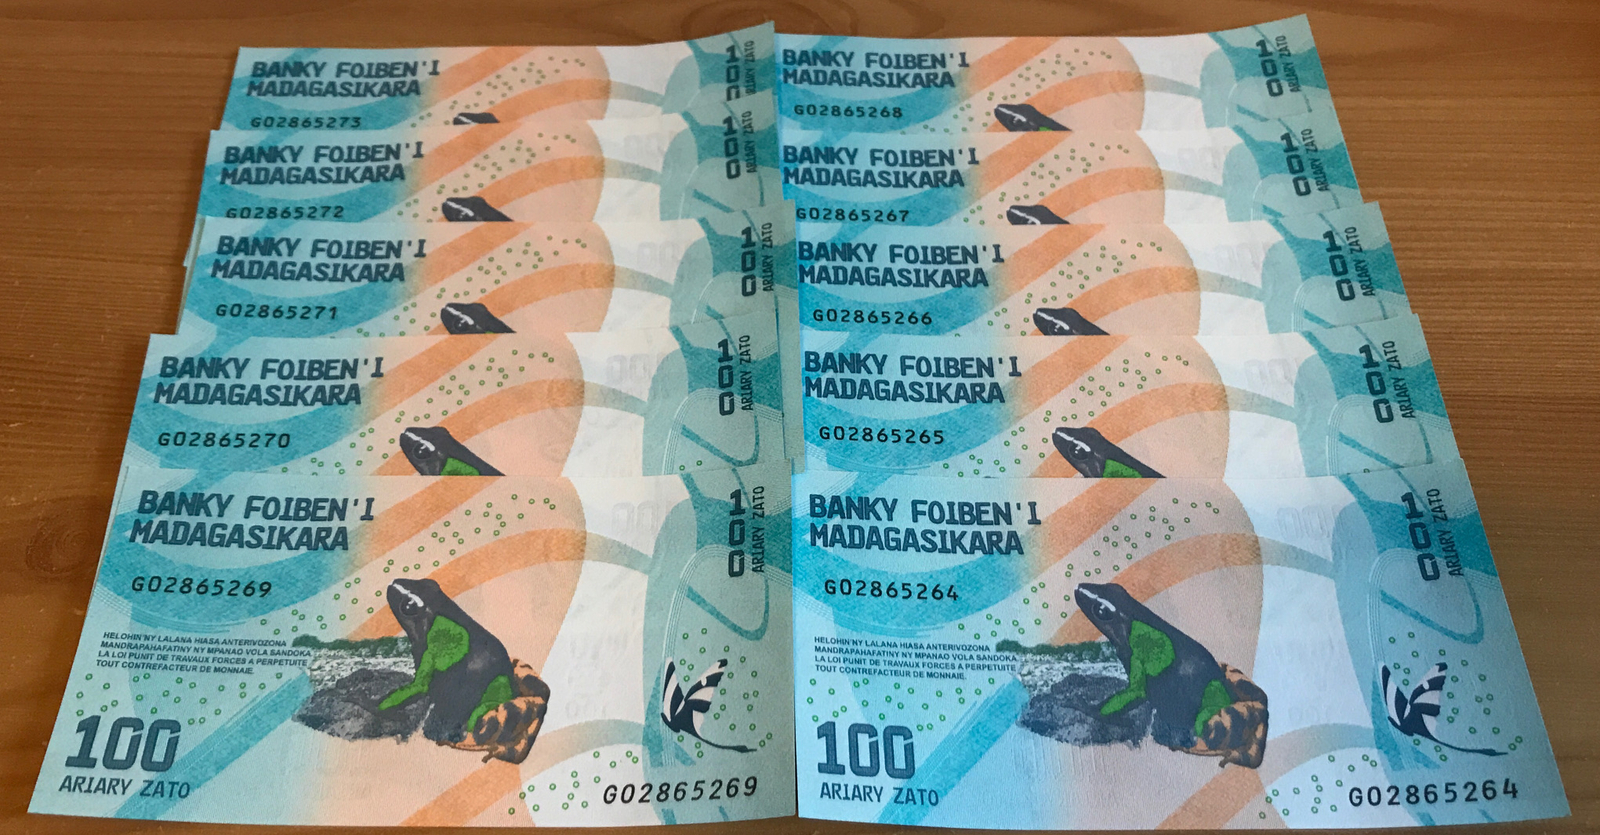 BANKY FOIBEN'I
MADAGASIKARA
G02865273
100
ARIARY ZATO
BANKY FOIBEN'I
MADAGASIKARA
G02865272
100
ARIARY ZATO
BANKY FOIBEN'I
MADAGASIKARA
G02865271
100
ARIARY ZATO
BANKY FOIBEN'I
MADAGASIKARA
G02865270
100
ARIARY ZATO
BANKY FOIBEN'I
MADAGASIKARA
G02865269
100
ARIARY ZATO
HELOHIN'NY LALANA HIASA ANTERIVOZONA
MANDRAPAHAFATINY NY MPANAO VOLA SANDOKA
LA LOI PUNIT DE TRAVAUX FORCES A PERPETUITE
TOUT CONTREFACTEUR DE MONNAIE.
100
ARIARY ZATO
G02865269
BANKY FOIBEN'I
MADAGASIKARA
G02865268
100
ARIARY ZATO
BANKY FOIBEN'I
MADAGASIKARA
G02865267
100
ARIARY ZATO
BANKY FOIBEN'I
MADAGASIKARA
G02865266
100
ARIARY ZATO
BANKY FOIBEN'I
MADAGASIKARA
G02865265
100
ARIARY ZATO
BANKY FOIBEN'I
MADAGASIKARA
G02865264
100
ARIARY ZATO
HELOHIN'NY LALANA HIASA ANTERIVOZONA
MANDRAPAHAFATINY NY MPANAO VOLA SANDOKA
LA LOI PUNIT DE TRAVAUX FORCES A PERPETUITE
TOUT CONTREFACTEUR DE MONNAIE.
100
ARIARY ZATO
G02865264